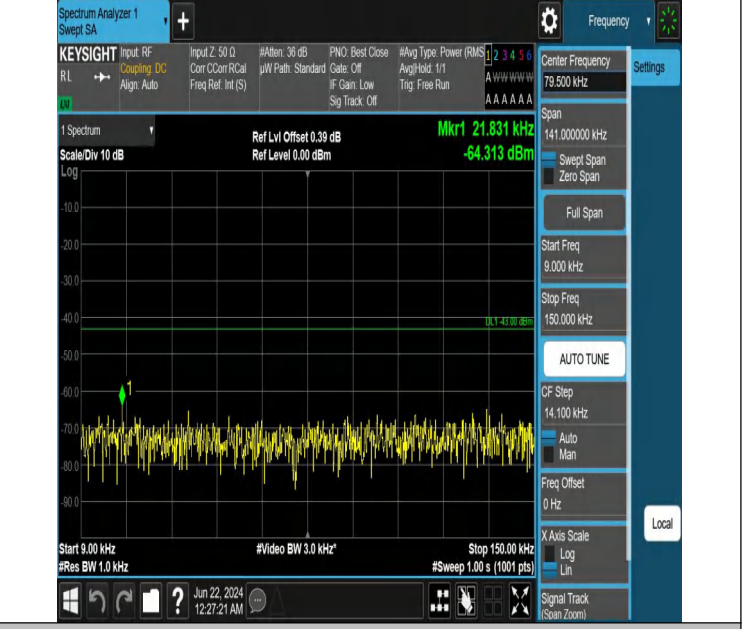 Spectrum Analyzer 1
Swept SA
Frequency
KEYSIGHT
RL
Input: RF
Coupling: DC
Align: Auto
Input Z: 50 Ω
Corr CCorr RCal
Freq Ref: Int (S)
#Atten: 36 dB
µW Path: Standard
PNO: Best Close
Gate: Off
IF Gain: Low
Sig Track: Off
#Avg Type: Power (RMS
Avg|Hold: 1/1
Trig: Free Run
1 2 3 4 5 6
A W W W W W
A A A A A A
1 Spectrum
Scale/Div 10 dB
Log
Ref Lvl Offset 0.39 dB
Ref Level 0.00 dBm
Mkr1 21.831 kHz
-64.313 dBm
-10.0
-20.0
-30.0
-40.0
DL1 -43.00 dBm
-50.0
-60.0
1
-70.0
-80.0
-90.0
Start 9.00 kHz
#Res BW 1.0 kHz
#Video BW 3.0 kHz*
Stop 150.00 kHz
#Sweep 1.00 s (1001 pts)
Center Frequency
79.500 kHz
Settings
Span
141.000000 kHz
Swept Span
Zero Span
Full Span
Start Freq
9.000 kHz
Stop Freq
150.000 kHz
AUTO TUNE
CF Step
14.100 kHz
Auto
Man
Freq Offset
0 Hz
X Axis Scale
Log
Lin
Local
Signal Track
(Span Zoom)
?
Jun 22, 2024
12:27:21 AM